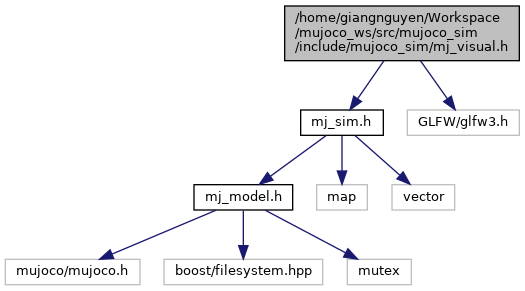 /home/giangnguyen/Workspace
/mujoco_ws/src/mujoco_sim
/include/mujoco_sim/mj_visual.h
mj_sim.h
GLFW/glfw3.h
mj_model.h
map
vector
mujoco/mujoco.h
boost/filesystem.hpp
mutex